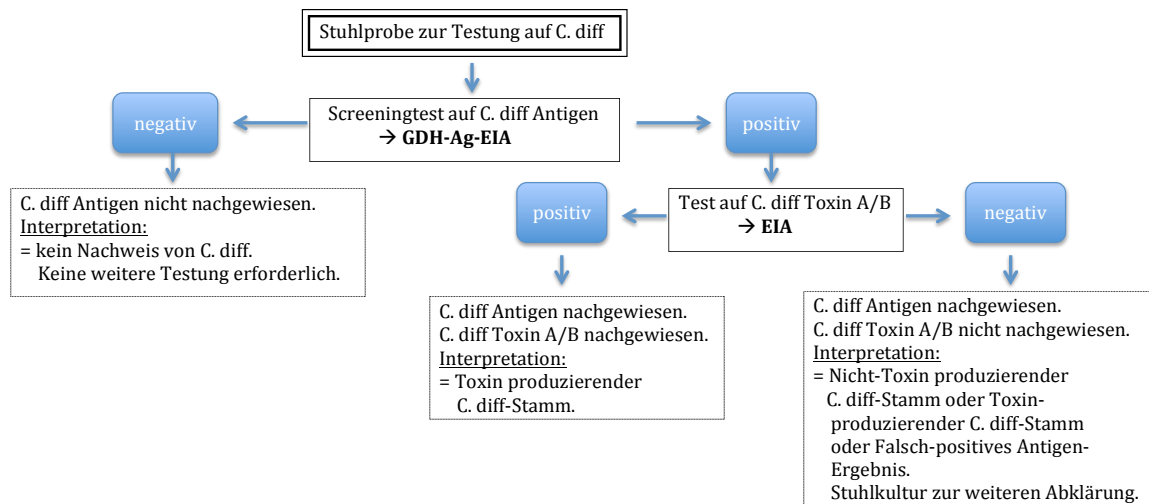 Stuhlprobe zur Testung auf C. diff
negativ
Screeningtest auf C. diff Antigen
→ GDH-Ag-EIA
positiv
C. diff Antigen nicht nachgewiesen.
Interpretation:
= kein Nachweis von C. diff.
Keine weitere Testung erforderlich.
positiv
Test auf C. diff Toxin A/B
→ EIA
negativ
C. diff Antigen nachgewiesen.
C. diff Toxin A/B nachgewiesen.
Interpretation:
= Toxin produzierender
C. diff-Stamm.
C. diff Antigen nachgewiesen.
C. diff Toxin A/B nicht nachgewiesen.
Interpretation:
= Nicht-Toxin produzierender
C. diff-Stamm oder Toxin-
produzierender C. diff-Stamm
oder Falsch-positives Antigen-
Ergebnis.
Stuhlkultur zur weiteren Abklärung.